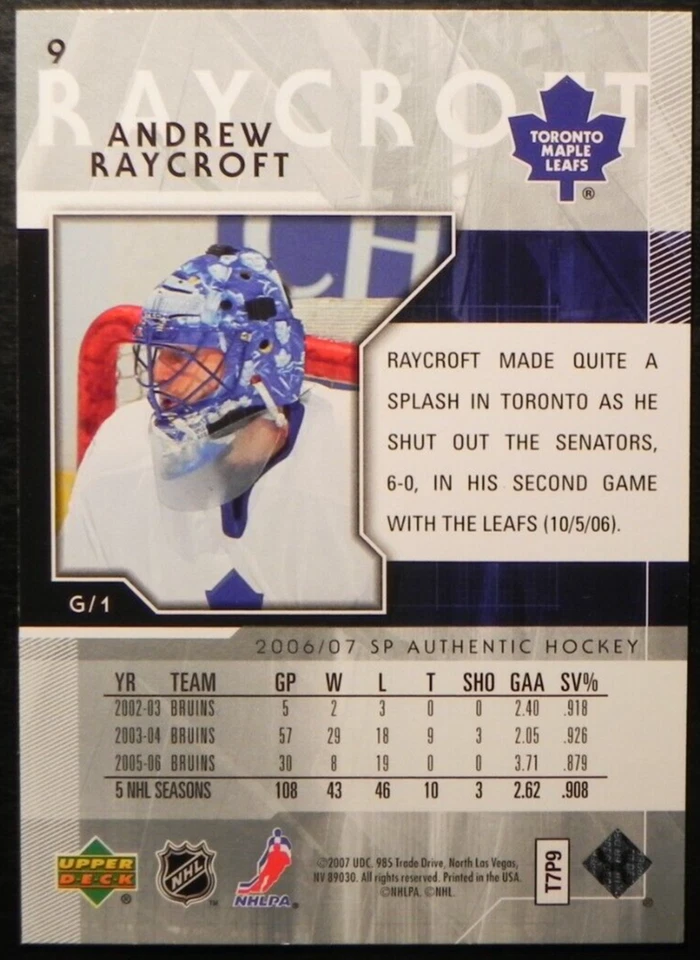 9
RAYCROFT
ANDREW
RAYCROFT
TORONTO
MAPLE
LEAFS
®
CH
RAYCROFT MADE QUITE A
SPLASH IN TORONTO AS HE
SHUT OUT THE SENATORS,
6-0, IN HIS SECOND GAME
WITH THE LEAFS (10/5/06).
G/1
2006/07 SP AUTHENTIC HOCKEY
YR TEAM GP W L T SHO GAA SV%
2002-03 BRUINS 5 2 3 0 0 2.40 .918
2003-04 BRUINS 57 29 18 9 3 2.05 .926
2005-06 BRUINS 30 8 19 0 0 3.71 .879
5 NHL SEASONS 108 43 46 10 3 2.62 .908
UPPER
DECK
®
NHL
™
NHLPA
©2007 UDC. 985 Trade Drive, North Las Vegas,
NV 89030. All rights reserved. Printed in the USA.
©NHLPA. ©NHL.
T7P9
®